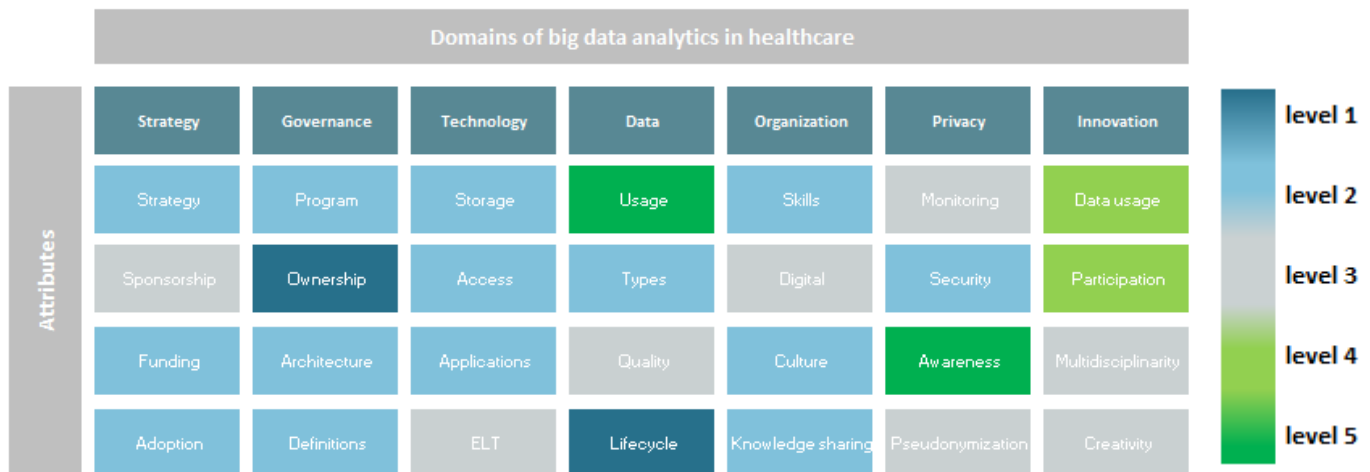 Domains of big data analytics in healthcare
Attributes
Strategy Governance Technology Data Organization Privacy Innovation
Strategy Program Storage Usage Skills Monitoring Data usage
Sponsorship Ownership Access Types Digital Security Participation
Funding Architecture Applications Quality Culture Awareness Multidisciplinarity
Adoption Definitions ELT Lifecycle Knowledge sharing Pseudonymization Creativity
level 1
level 2
level 3
level 4
level 5